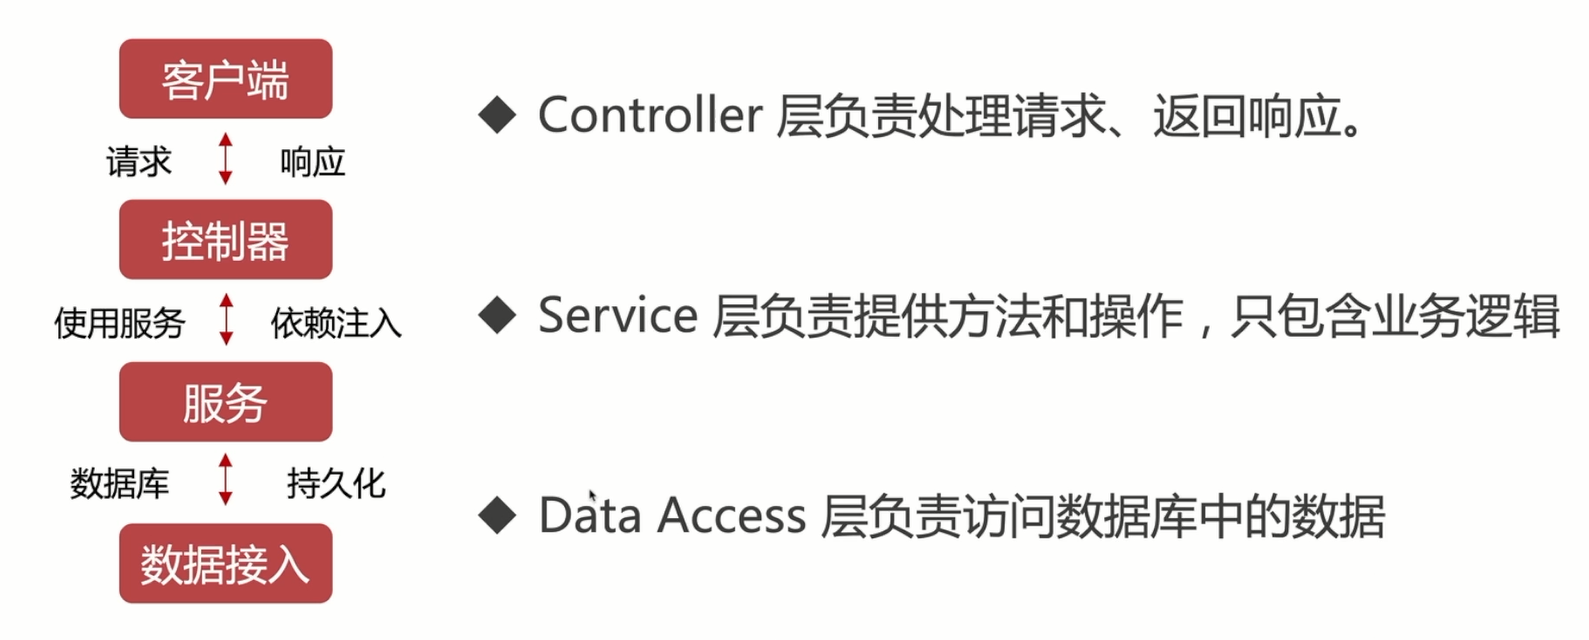 客户端
请求 响应
控制器
使用服务 依赖注入
服务
数据库 持久化
数据接入
◆ Controller 层负责处理请求、返回响应。
◆ Service 层负责提供方法和操作，只包含业务逻辑
◆ Data Access 层负责访问数据库中的数据